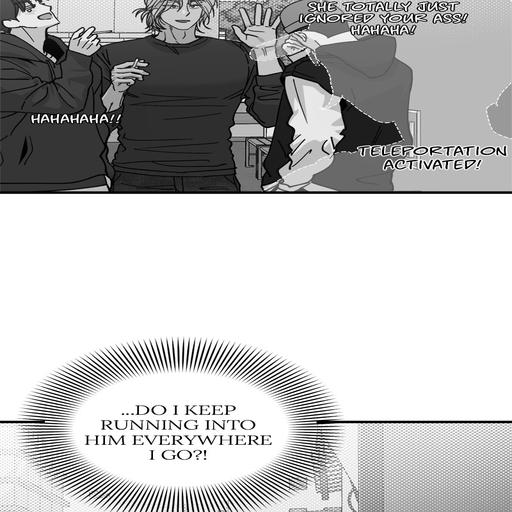 SHE TOTALLY JUST
IGNORED YOUR ASS!
HAHAHA!
HAHAHAHA!!
TELEPORTATION
ACTIVATED!
...DO I KEEP
RUNNING INTO
HIM EVERYWHERE
I GO?!